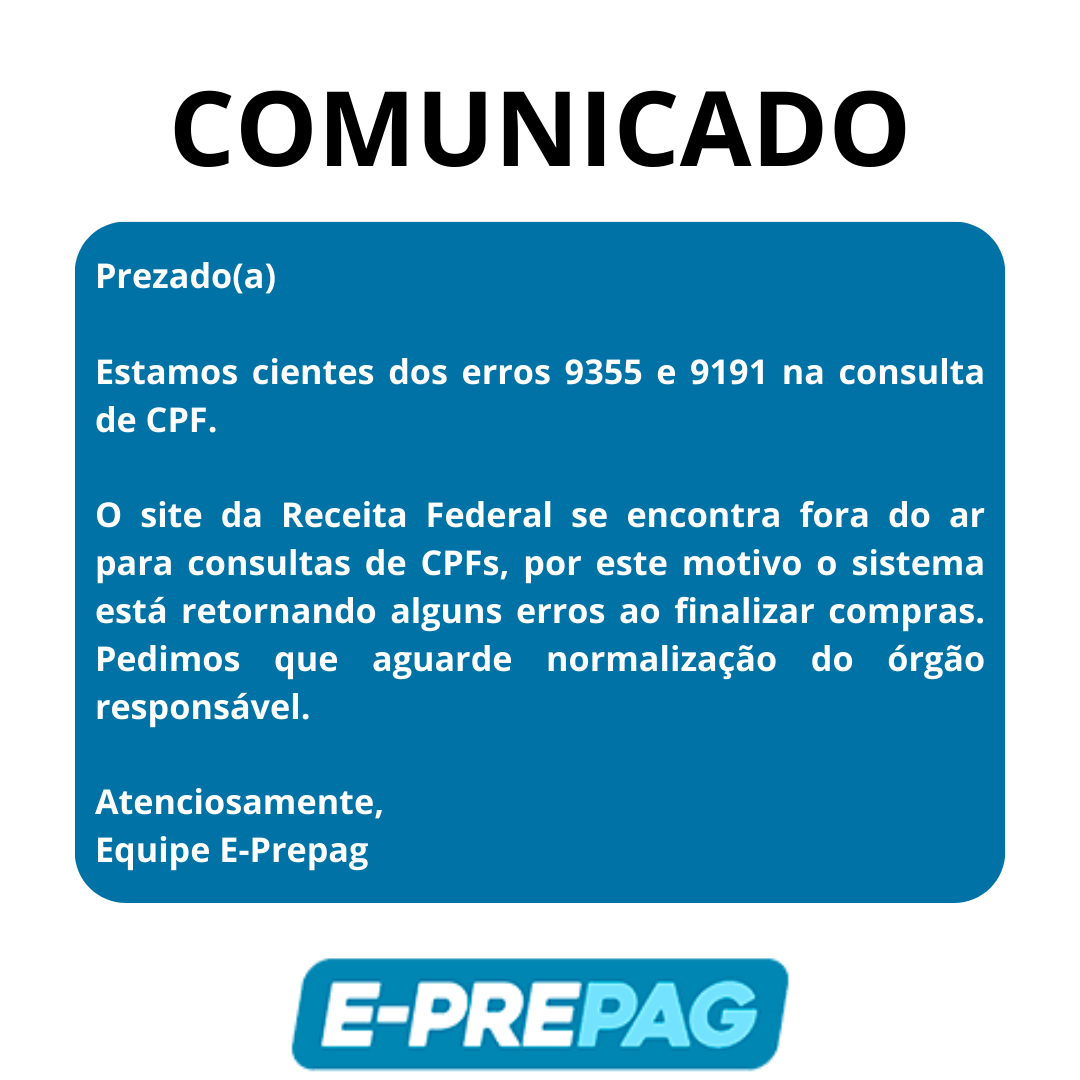 COMUNICADO
Prezado(a)
Estamos cientes dos erros 9355 e 9191 na consulta
de CPF.
O site da Receita Federal se encontra fora do ar
para consultas de CPFs, por este motivo o sistema
está retornando alguns erros ao finalizar compras.
Pedimos que aguarde normalização do órgão
responsável.
Atenciosamente,
Equipe E-Prepag
E-PREPAG